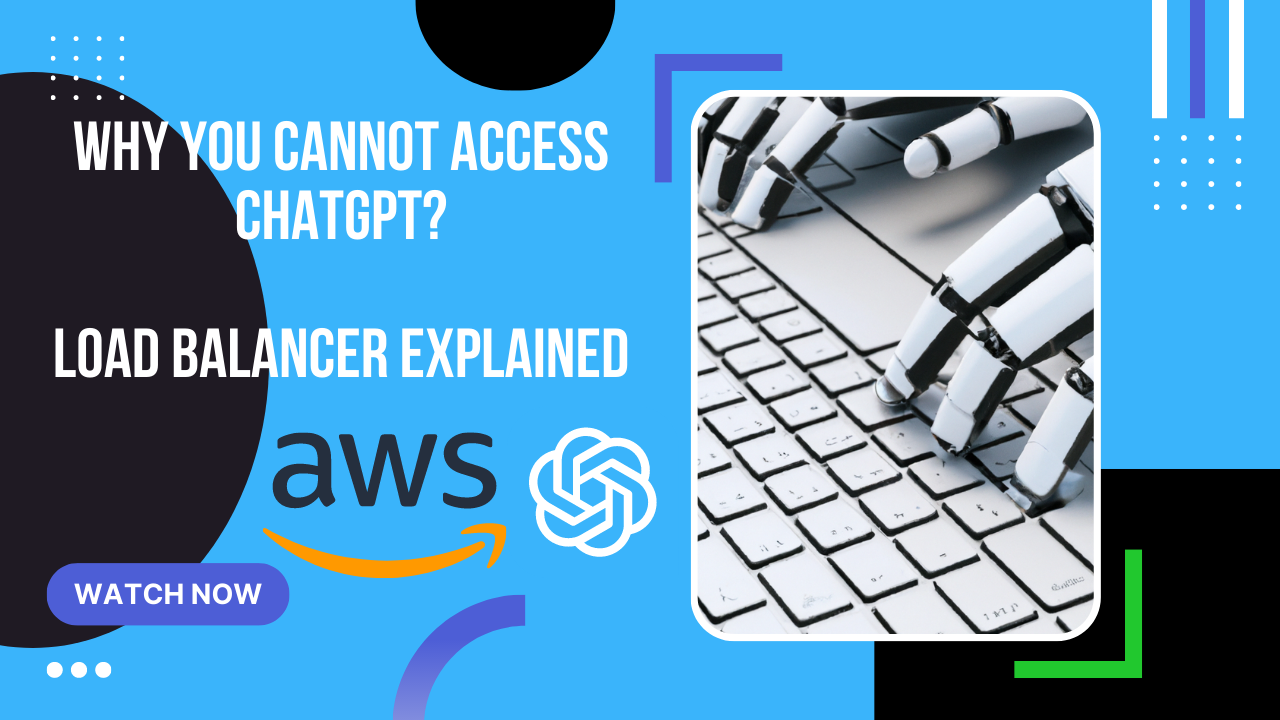 WHY YOU CANNOT ACCESS
CHATGPT?
LOAD BALANCER EXPLAINED
aws
WATCH NOW